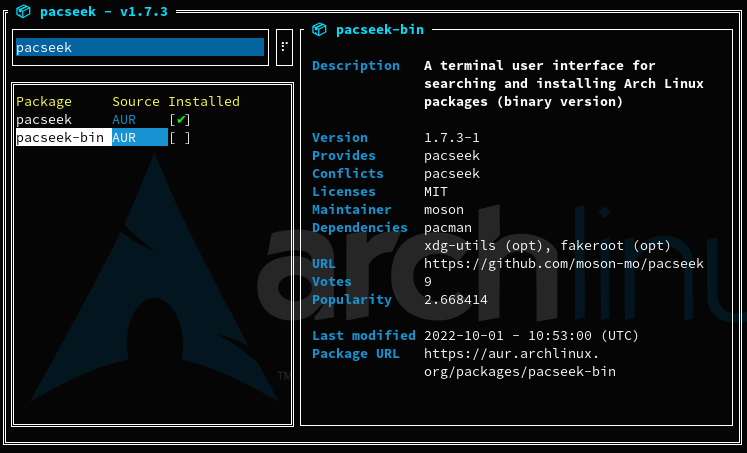 pacseek - v1.7.3
pacseek
Package Source Installed
pacseek AUR [✔]
pacseek-bin AUR [ ]
pacseek-bin
Description A terminal user interface for
searching and installing Arch Linux
packages (binary version)
Version 1.7.3-1
Provides pacseek
Conflicts pacseek
Licenses MIT
Maintainer moson
Dependencies pacman
xdg-utils (opt), fakeroot (opt)
URL https://github.com/moson-mo/pacseek
Votes 9
Popularity 2.668414
Last modified 2022-10-01 - 10:53:00 (UTC)
Package URL https://aur.archlinux.
org/packages/pacseek-bin
archlinu
TM